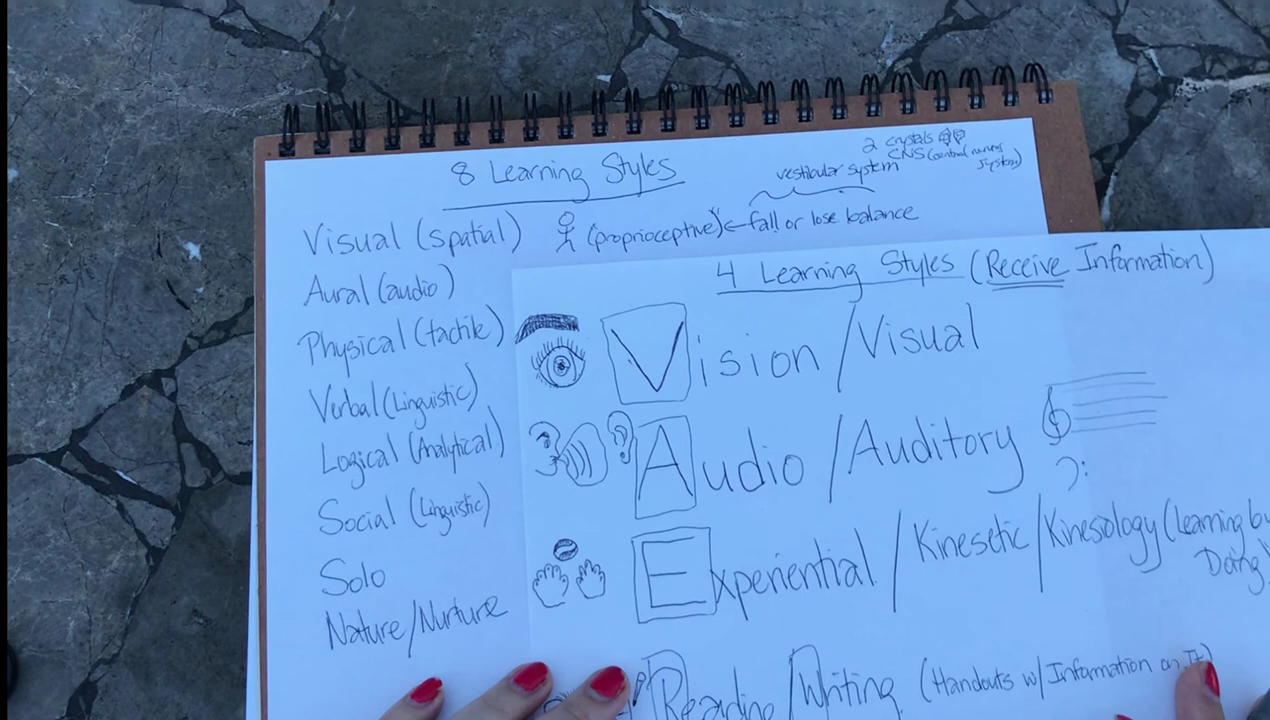 8 Learning Styles
2 crystals
CNS (central nervous system)
vestibular system
Visual (spatial)
(proprioceptive) ← fall or lose balance
Aural (audio)
Physical (tactile)
Verbal (Linguistic)
Logical (Analytical)
Social (Linguistic)
Solo
Nature/Nurture
4 Learning Styles (Receive Information)
Vision / Visual
Audio / Auditory
Experiential / Kinesetic / Kinesiology (Learning by
Doing)
Reading / Writing (Handouts w/ Information on It)